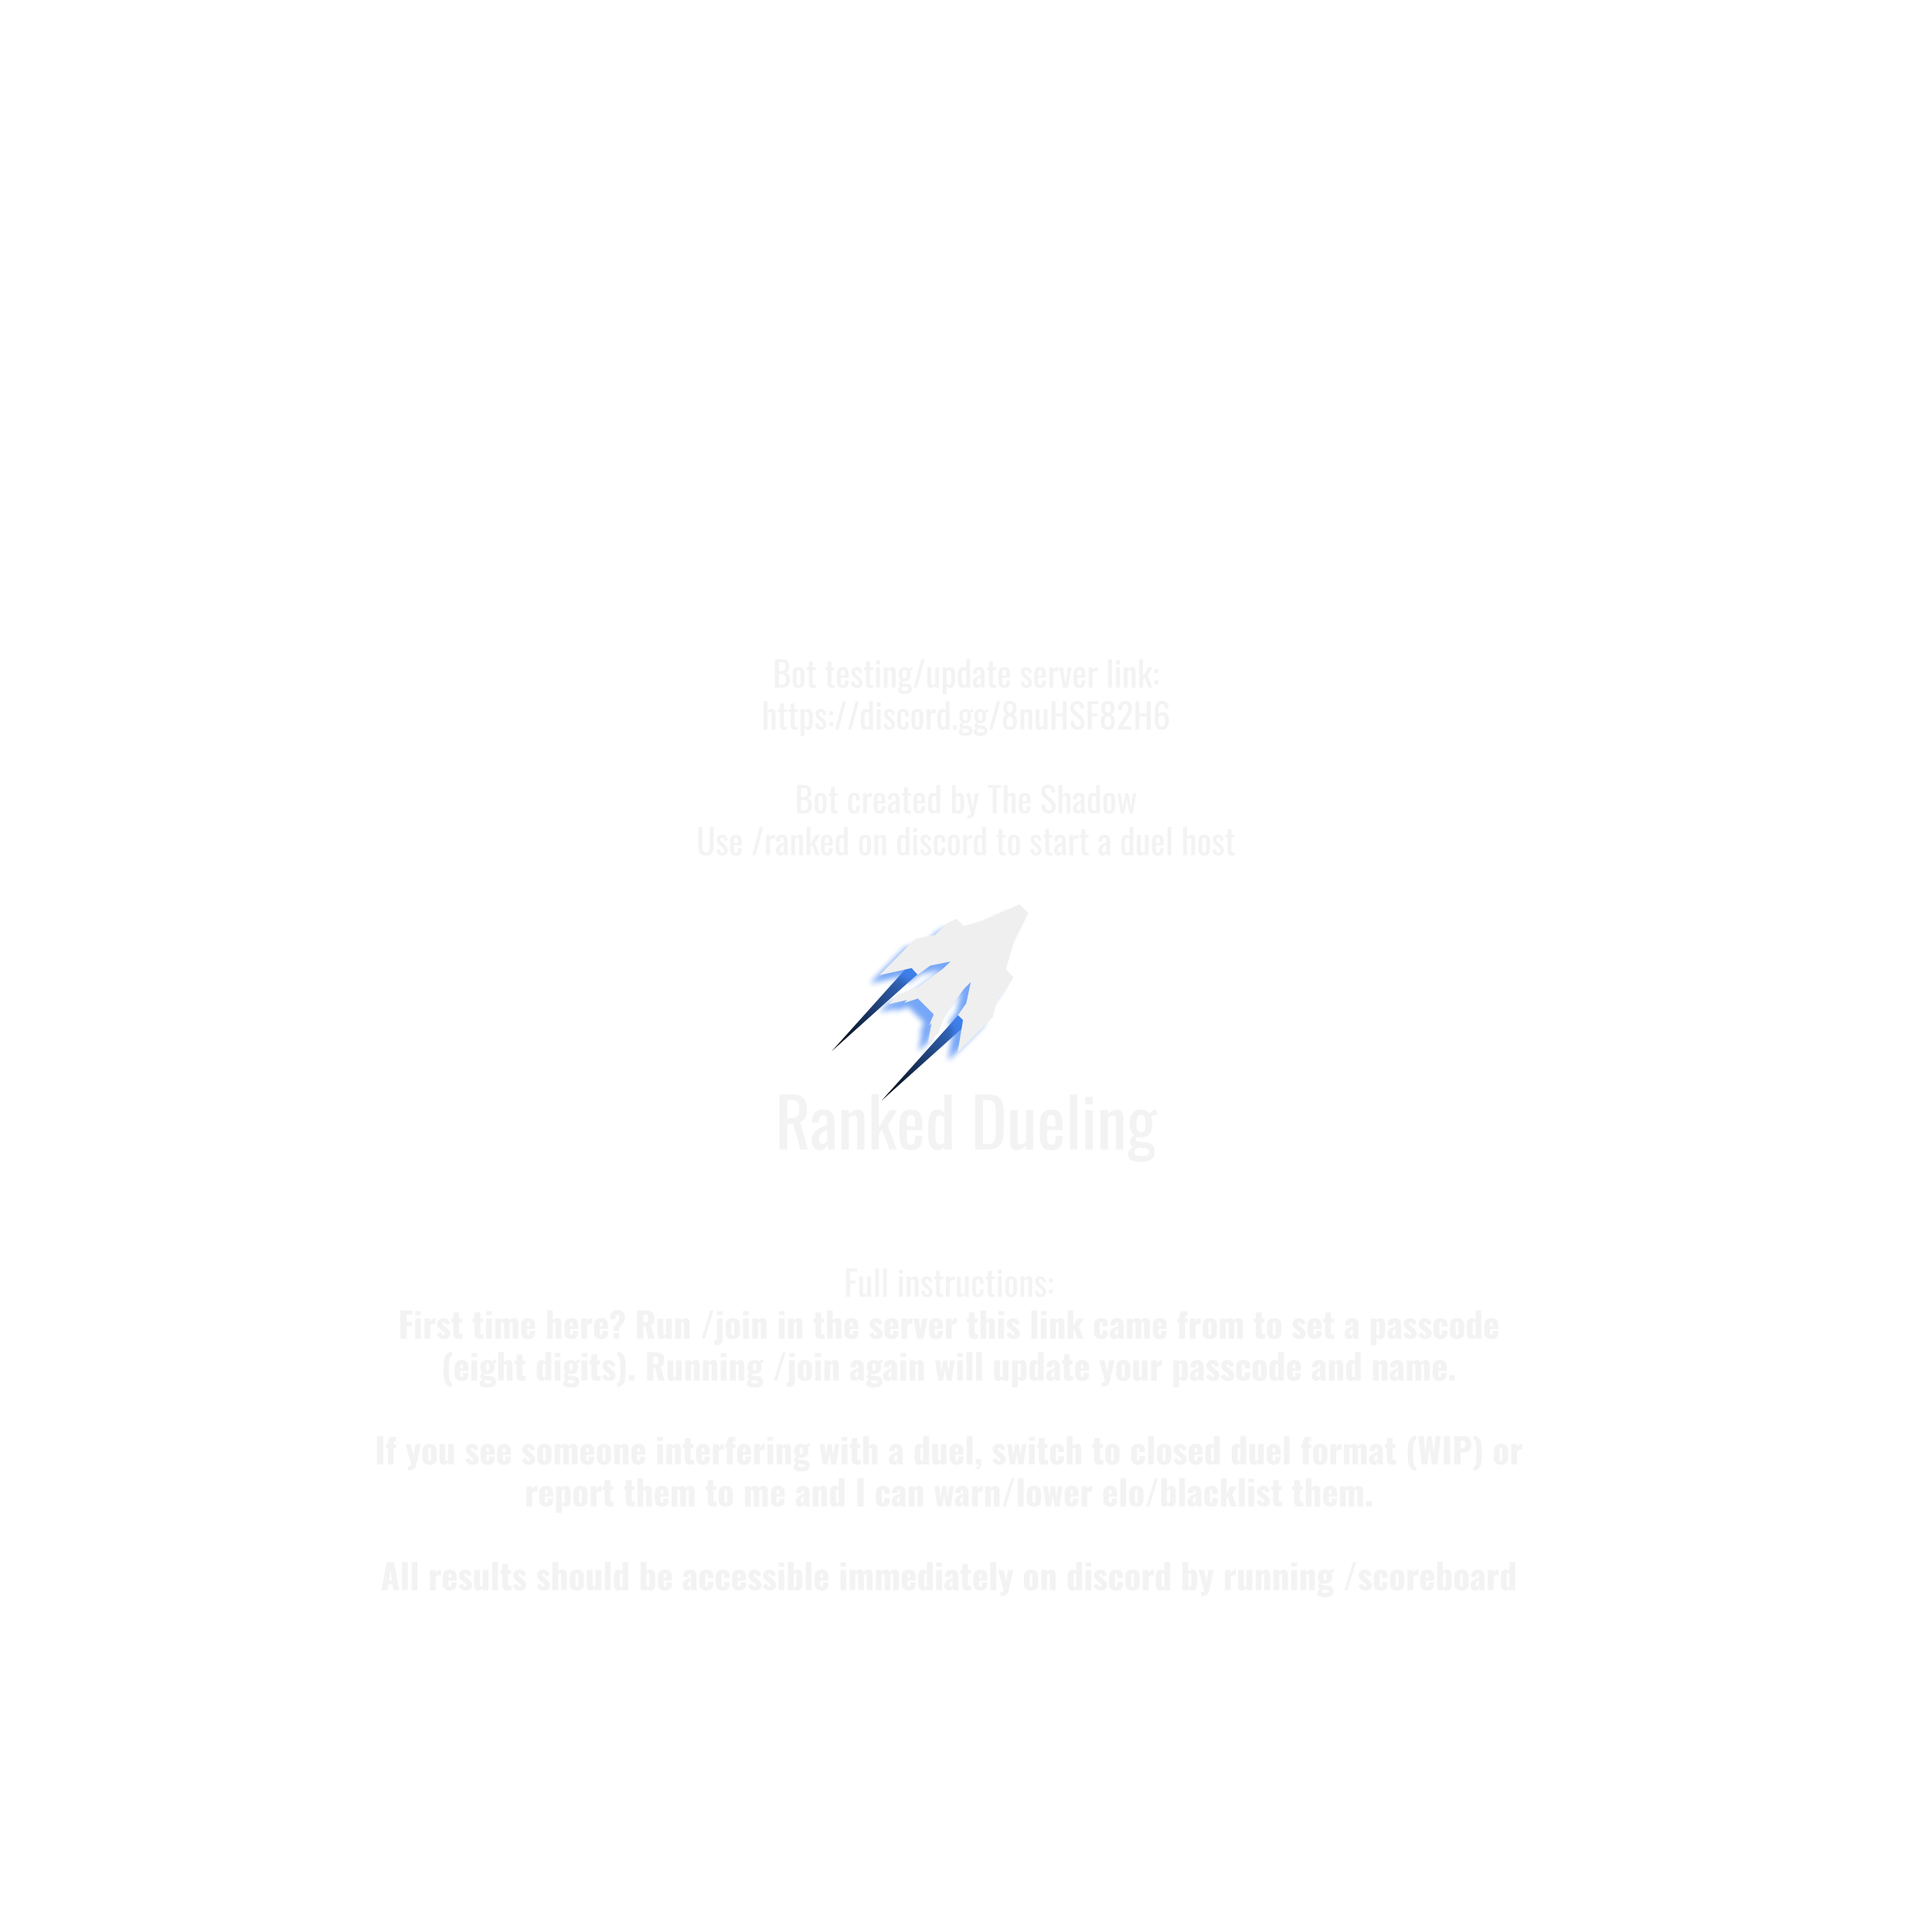 Bot testing/update server link:
https://discord.gg/8nuHSF82H6
Bot created by The Shadow
Use /ranked on discord to start a duel host
Ranked Dueling
Full instructions:
First time here? Run /join in the server this link came from to set a passcode
(eight digits). Running /join again will update your passcode and name.
If you see someone interfering with a duel, switch to closed duel format (WIP) or
report them to me and I can warn/lower elo/blacklist them.
All results should be accessible immediately on discord by running /scoreboard